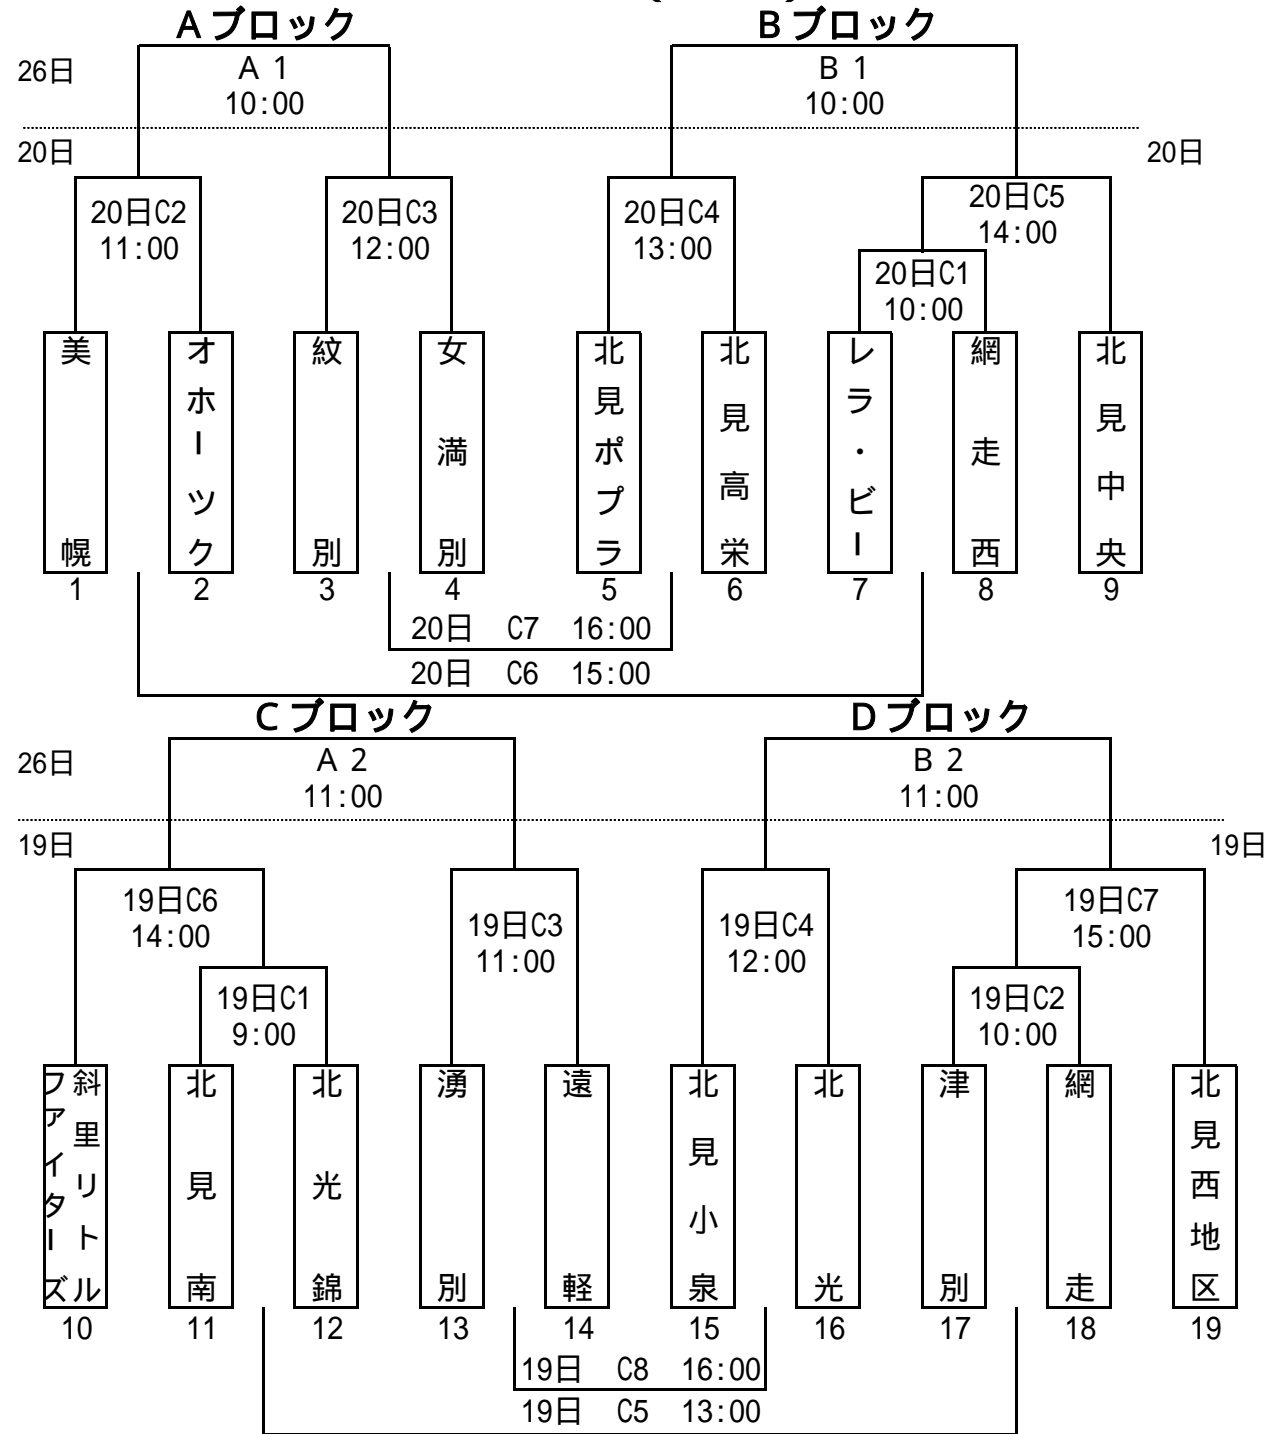 Aブロック Bブロック
26日 A 1 B 1
10:00 10:00
20日 20日
20日C2 20日C3 20日C4 20日C5
11:00 12:00 13:00 14:00
20日C1
10:00
美幌 オホーツク 紋別 女満別 北見ポプラ 北見高栄 レラ・ビー 網走西 北見中央
1 2 3 4 5 6 7 8 9
20日 C7 16:00
20日 C6 15:00
Cブロック Dブロック
26日 A 2 B 2
11:00 11:00
19日 19日
19日C6 19日C3 19日C4 19日C7
14:00 11:00 12:00 15:00
19日C1 19日C2
9:00 10:00
斜里リトルファイターズ 北見南 北光錦 湧別 遠軽 北見小泉 北光 津別 網走 北見西地区
10 11 12 13 14 15 16 17 18 19
19日 C8 16:00
19日 C5 13:00